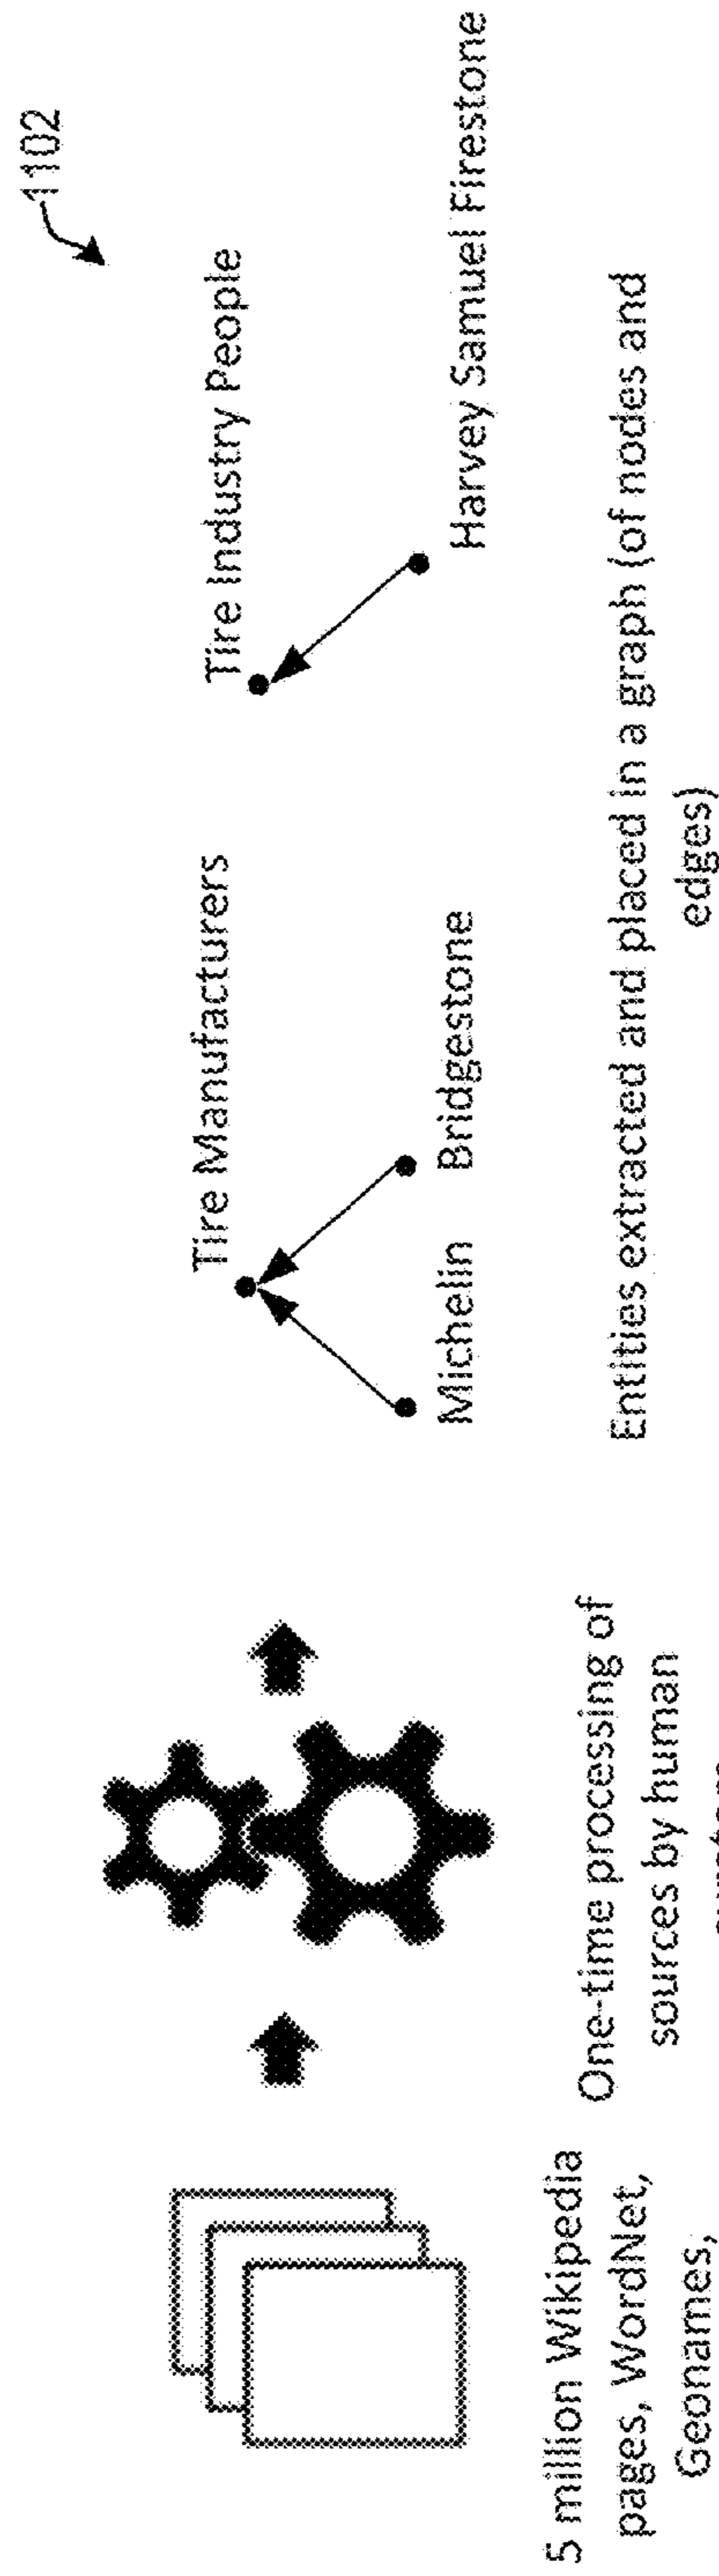 1102
Tire Manufacturers
Tire Industry People
Michelin
Bridgestone
Harvey Samuel Firestone
5 million Wikipedia
pages, WordNet,
Geonames,
One-time processing of
sources by human
Entities extracted and placed in a graph (of nodes and
edges)